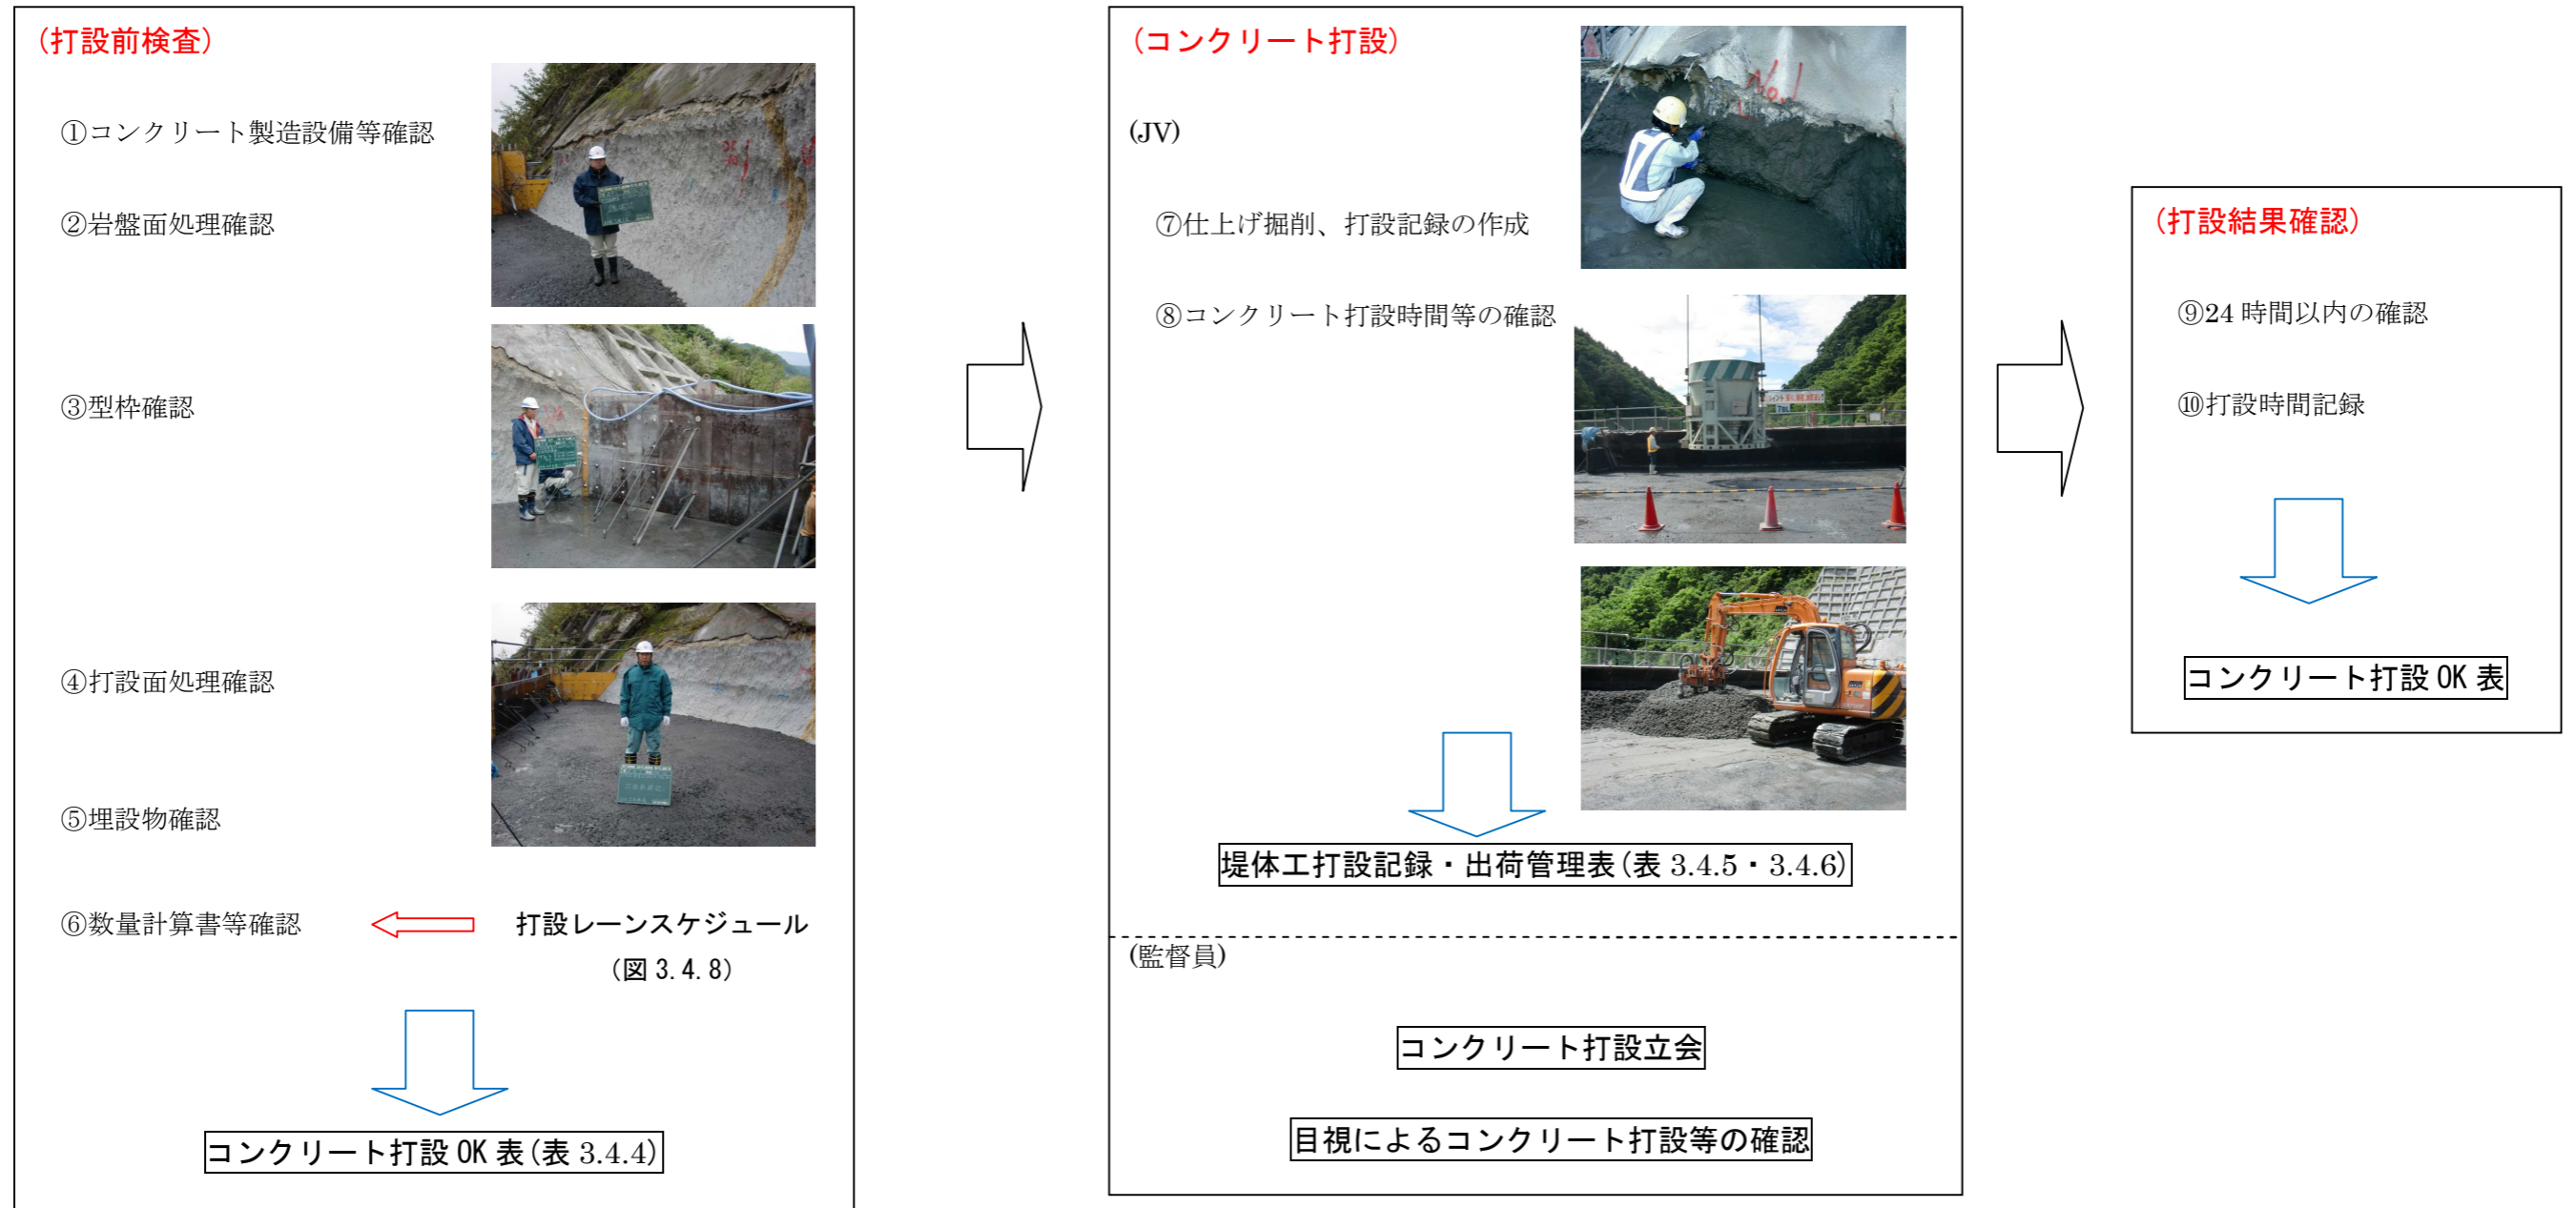 (打設前検査)
①コンクリート製造設備等確認
②岩盤面処理確認
③型枠確認
④打設面処理確認
⑤埋設物確認
⑥数量計算書等確認
打設レーンスケジュール
(図 3.4.8)
コンクリート打設 OK 表(表 3.4.4)
(コンクリート打設)
(JV)
⑦仕上げ掘削、打設記録の作成
⑧コンクリート打設時間等の確認
No.1
堤体工打設記録・出荷管理表(表 3.4.5・3.4.6)
(監督員)
コンクリート打設立会
目視によるコンクリート打設等の確認
(打設結果確認)
⑨24 時間以内の確認
⑩打設時間記録
コンクリート打設 OK 表